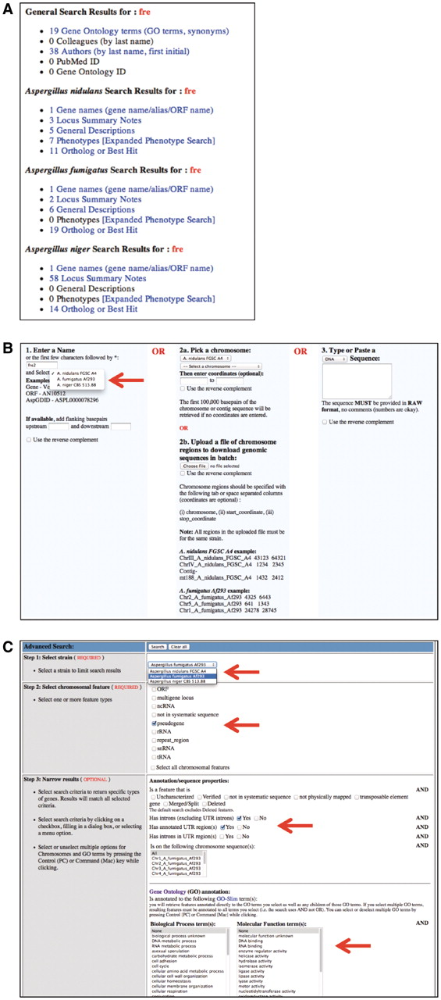 A
General Search Results for : fre
• 19 Gene Ontology terms (GO terms, synonyms)
• 0 Colleagues (by last name)
• 38 Authors (by last name, first initial)
• 0 PubMed ID
• 0 Gene Ontology ID
Aspergillus nidulans Search Results for : fre
• 1 Gene names (gene name/alias/ORF name)
• 3 Locus Summary Notes
• 5 General Descriptions
• 7 Phenotypes [Expanded Phenotype Search]
• 11 Ortholog or Best Hit
Aspergillus fumigatus Search Results for : fre
• 1 Gene names (gene name/alias/ORF name)
• 2 Locus Summary Notes
• 6 General Descriptions
• 0 Phenotypes [Expanded Phenotype Search]
• 19 Ortholog or Best Hit
Aspergillus niger Search Results for : fre
• 1 Gene names (gene name/alias/ORF name)
• 58 Locus Summary Notes
• 0 General Descriptions
• 0 Phenotypes [Expanded Phenotype Search]
• 14 Ortholog or Best Hit
B
1. Enter a Name
or the first few characters followed by *:
fre2
and Select ✓ A. nidulans FGSC A4
A. fumigatus Af293
A. niger CBS 513.88
Examples
Gene - Ve
ORF - AN10512
AspGDID - ASPL0000078296
If available, add flanking basepairs
upstream and downstream
Use the reverse complement
OR
2a. Pick a chromosome:
A. nidulans FGSC A4
-- Select a chromosome --
Then enter coordinates (optional):
to
Use the reverse complement
The first 100,000 basepairs of the
chromosome or contig sequence will be
retrieved if no coordinates are entered.
OR
2b. Upload a file of chromosome
regions to download genomic
sequences in batch:
Choose File no file selected
Use the reverse complement
Chromosome regions should be specified with
the following tab or space separated columns
(coordinates are optional) :
(i) chromosome, (ii) start_coordinate, (iii)
stop_coordinate
Note: All regions in the uploaded file must be
for the same strain.
A. nidulans FGSC A4 example:
ChrIII_A_nidulans_FGSC_A4 43123 64321
ChrIV_A_nidulans_FGSC_A4 1234 2345
Contig-
mt188_A_nidulans_FGSC_A4 1432 2412
A. fumigatus Af293 example:
Chr2_A_fumigatus_Af293 4325 6443
Chr5_A_fumigatus_Af293 641 1343
Chr1_A_fumigatus_Af293 24278 28745
OR
3. Type or Paste a
DNA Sequence:
The sequence MUST be provided in RAW
format, no comments (numbers are okay).
Use the reverse complement
C
Advanced Search: Search Clear all
Step 1: Select strain ( REQUIRED )
• Select a strain to limit search results
Aspergillus fumigatus Af293
Aspergillus nidulans FGSC A4
Aspergillus fumigatus Af293
Aspergillus niger CBS 513.88
Step 2: Select chromosomal feature ( REQUIRED )
• Select one or more feature types
ORF
multigene locus
ncRNA
not in systematic sequence
pseudogene
rRNA
repeat_region
snRNA
tRNA
Select all chromosomal features
Step 3: Narrow results ( OPTIONAL )
• Select search criteria to return specific
types of genes. Results will match all selected
criteria.
• Select search criteria by clicking on a
checkbox, filling in a dialog box, or selecting
a menu option.
• Select or unselect multiple options for
Chromosomes and GO terms by pressing the
Control (PC) or Command (Mac) key while
clicking.
Annotation/sequence properties:
Is a feature that is AND
Uncharacterized Verified not in systematic sequence not physically mapped transposable element
gene Merged/Split Deleted
The default search excludes Deleted features.
Has introns (excluding UTR introns) Yes No AND
Has annotated UTR region(s) Yes No AND
Has introns in UTR region(s) Yes No AND
Is on the following chromosome sequence(s): AND
All
Chr1_A_fumigatus_Af293
Chr2_A_fumigatus_Af293
Chr3_A_fumigatus_Af293
Chr4_A_fumigatus_Af293
Gene Ontology (GO) annotation:
Is annotated to the following GO-Slim term(s):
you will retrieve features annotated directly to the GO terms you select as well as any children of those GO terms. If you select multiple GO terms,
resulting features must be annotated to all terms you select (i.e. the search uses AND not OR). You can select or deselect multiple GO terms by
pressing Control (PC) or Command (Mac) while clicking.
Biological Process term(s): Molecular Function term(s): AND
None
biological process unknown
DNA metabolic process
RNA metabolic process
asexual sporulation
carbohydrate metabolic process
cell adhesion
cell cycle
cellular amino acid metabolic process
cellular cell wall organization
cellular homeostasis
cellular membrane organization
cellular respiration
None
molecular function unknown
DNA binding
RNA binding
enzyme regulator activity
helicase activity
hydrolase activity
isomerase activity
ligase activity
lipase activity
lyase activity
motor activity
nucleotidyltransferase activity